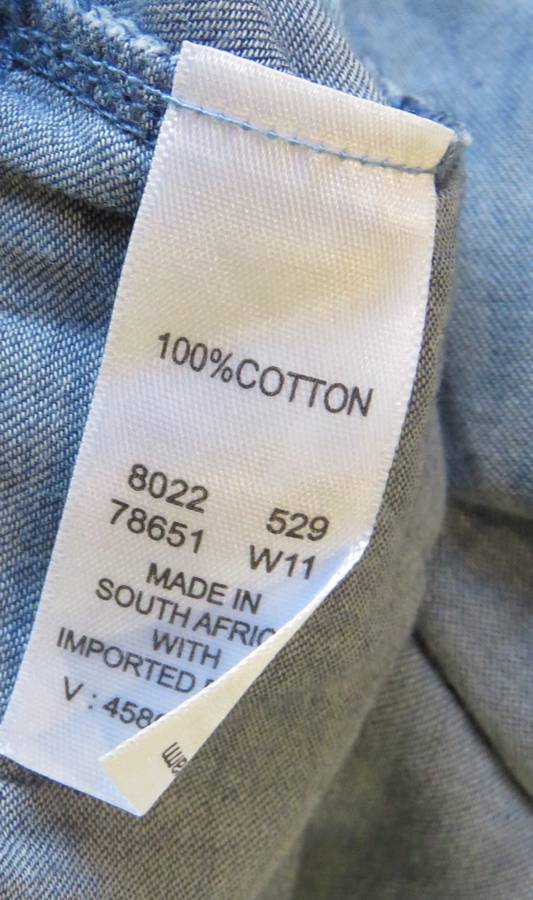 100%COTTON
8022 529
78651 W11
MADE IN
SOUTH AFRIC
WITH
IMPORTED
V : 458